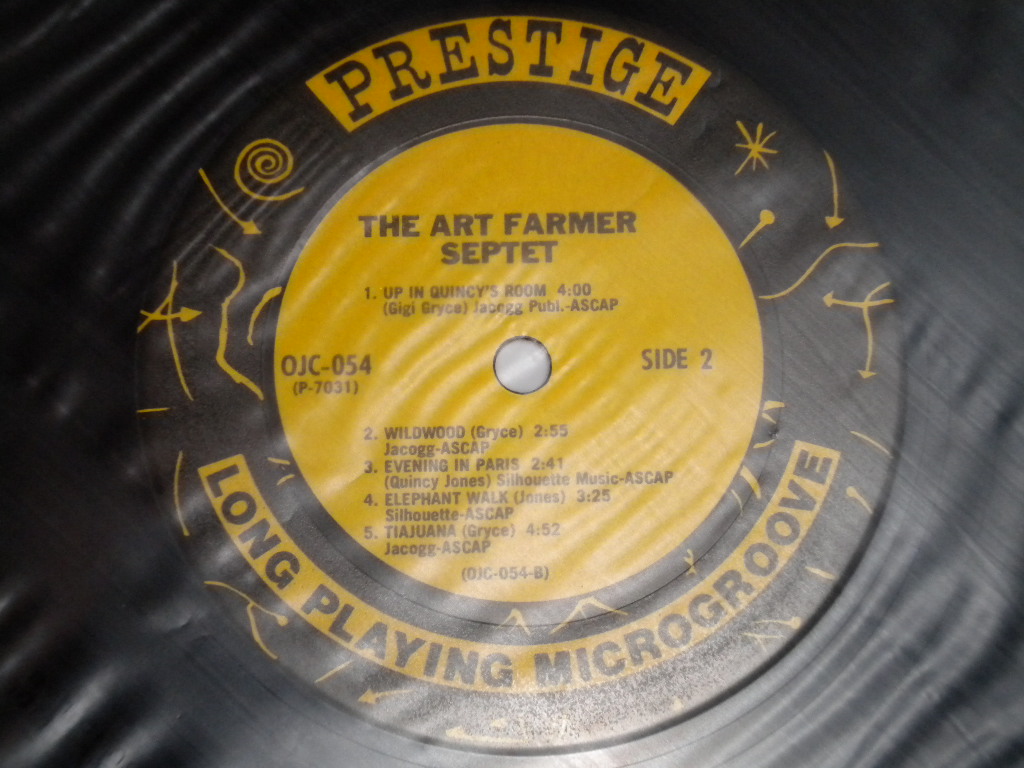 PRESTIGE
THE ART FARMER
SEPTET
1. UP IN QUINCY'S ROOM 4:00
(Gigi Gryce) Jacogg Publ.-ASCAP
OJC-054
(P-7031)
SIDE 2
2. WILDWOOD (Gryce) 2:55
Jacogg-ASCAP
3. EVENING IN PARIS 2:41
(Quincy Jones) Silhouette Music-ASCAP
4. ELEPHANT WALK (Jones) 3:25
Silhouette-ASCAP
5. TIAJUANA (Gryce) 4:52
Jacogg-ASCAP
(OJC-054-B)
LONG PLAYING MICROGROOVE